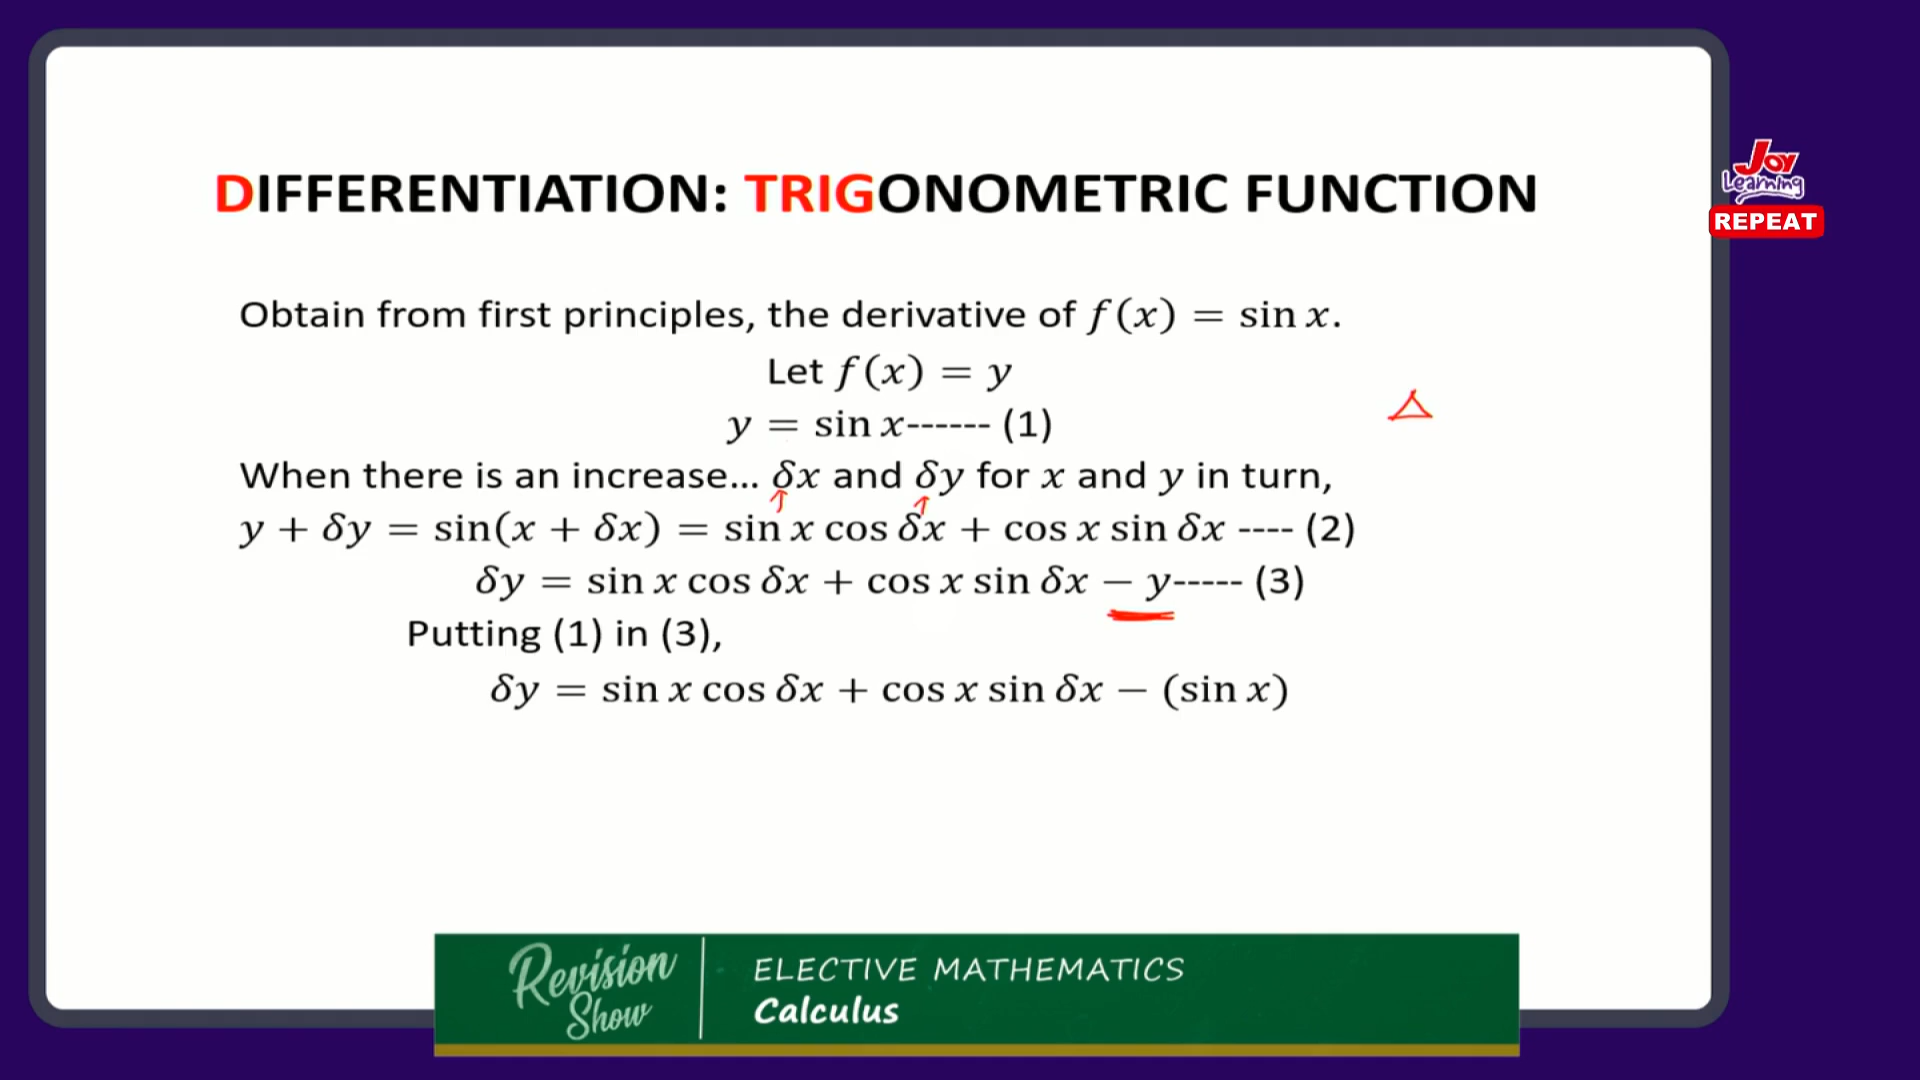 DIFFERENTIATION: TRIGONOMETRIC FUNCTION
Joy
Learning
REPEAT
Obtain from first principles, the derivative of f(x) = sin x.
Let f(x) = y
y = sin x------ (1)
When there is an increase... δx and δy for x and y in turn,
y + δy = sin(x + δx) = sin x cos δx + cos x sin δx ---- (2)
δy = sin x cos δx + cos x sin δx − y----- (3)
Putting (1) in (3),
δy = sin x cos δx + cos x sin δx − (sin x)
Revision
Show
ELECTIVE MATHEMATICS
Calculus